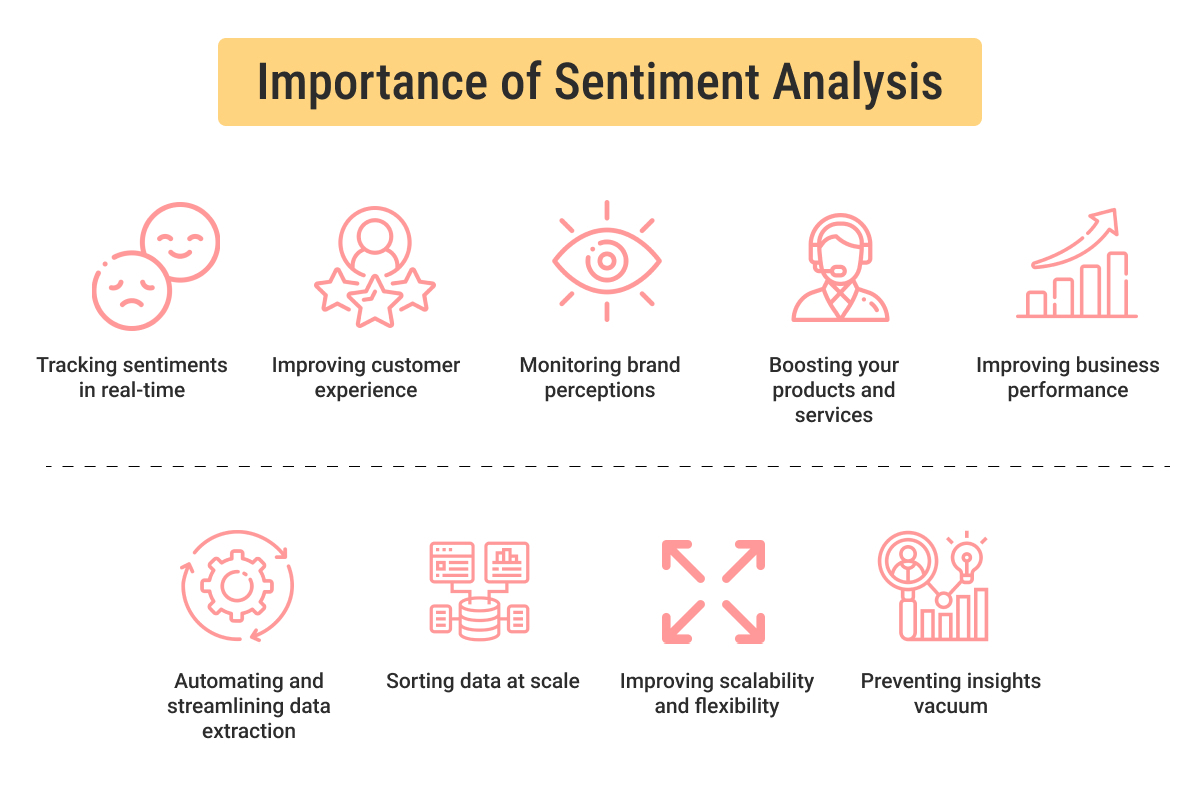 Importance of Sentiment Analysis
Tracking sentiments
in real-time
Improving customer
experience
Monitoring brand
perceptions
Boosting your
products and
services
Improving business
performance
Automating and
streamlining data
extraction
Sorting data at scale
Improving scalability
and flexibility
Preventing insights
vacuum